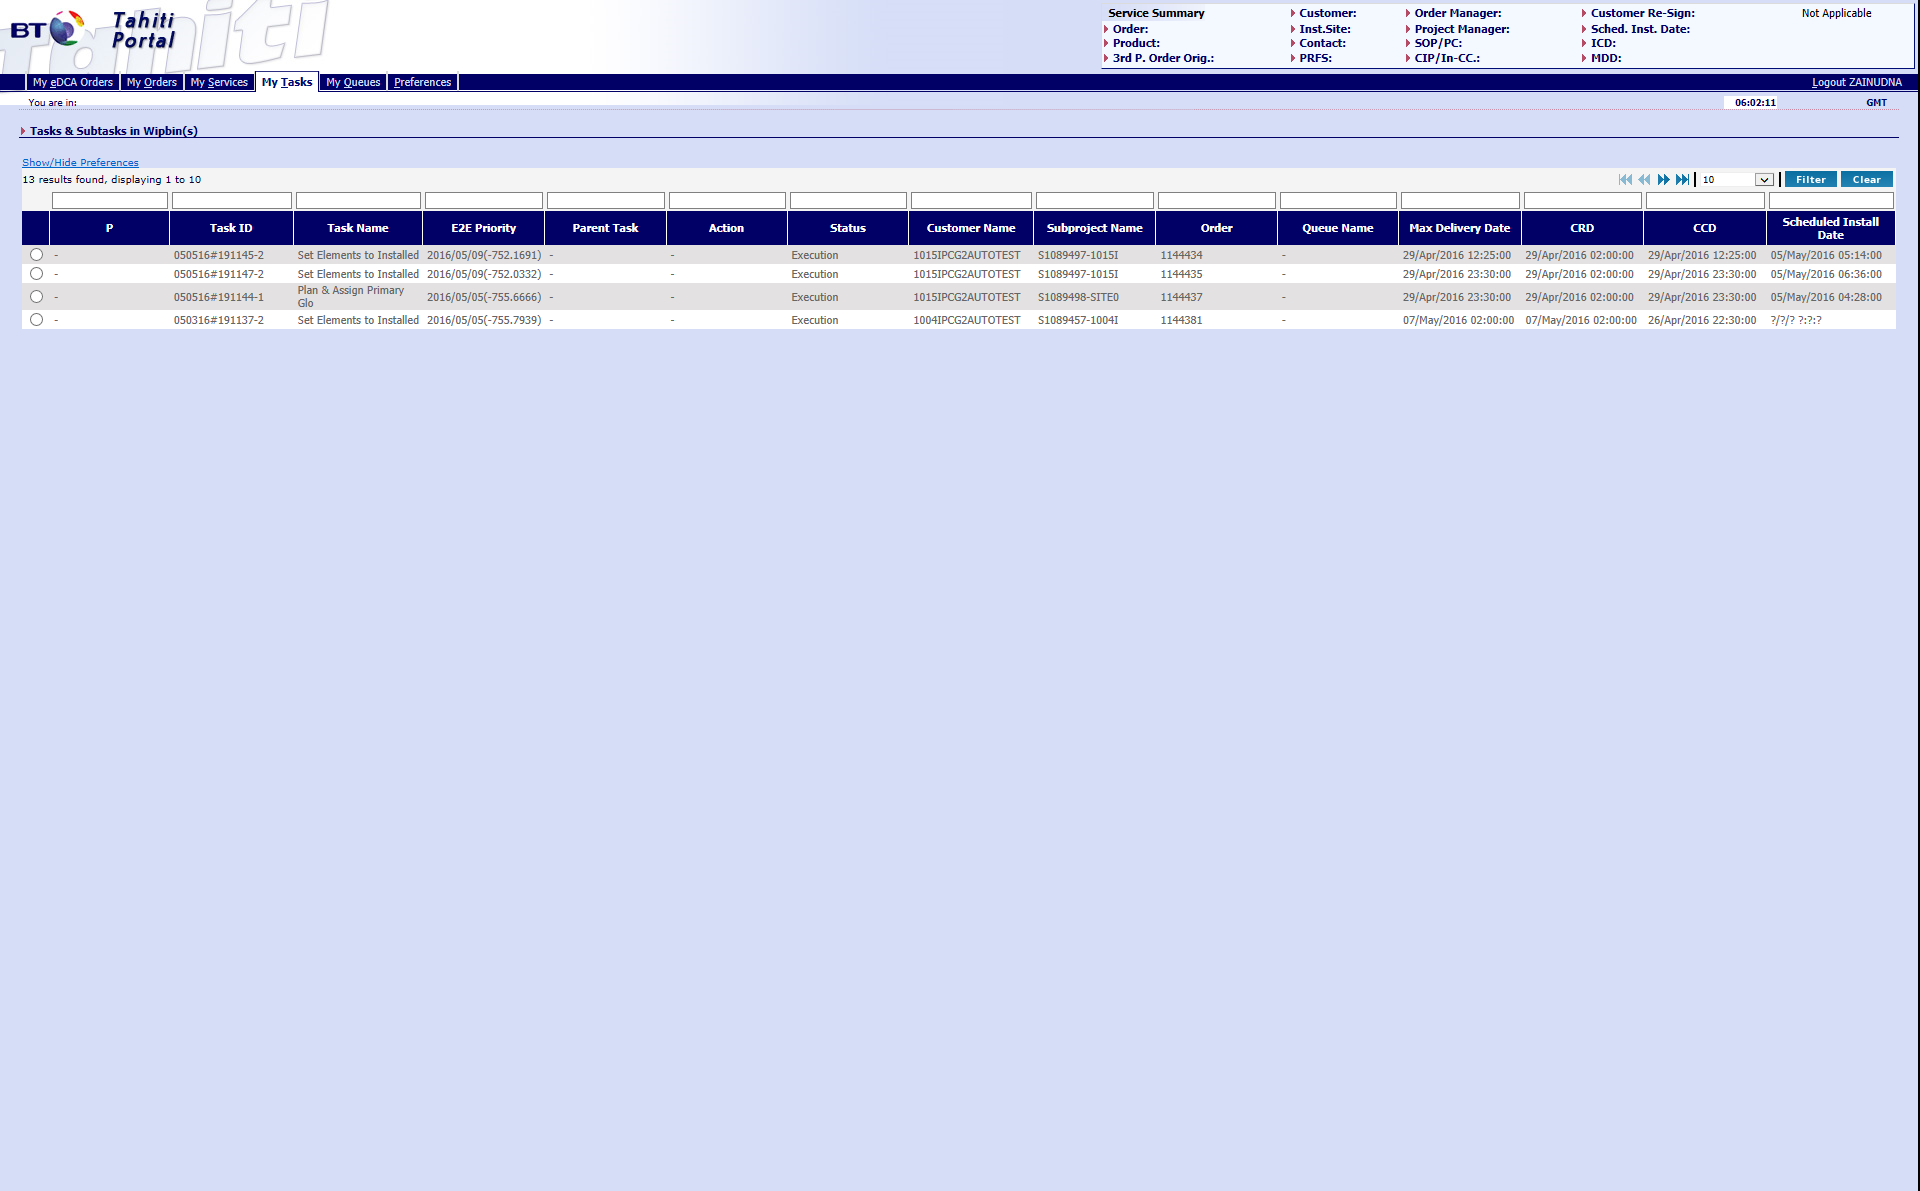 BT Tahiti Portal
Tahiti
Service Summary
Order:
Product:
3rd P. Order Orig.:
Customer:
Inst.Site:
Contact:
PRFS:
Order Manager:
Project Manager:
SOP/PC:
CIP/In-CC.:
Customer Re-Sign: Not Applicable
Sched. Inst. Date:
ICD:
MDD:
My eDCA Orders My Orders My Services My Tasks My Queues Preferences Logout ZAINUDNA
You are in: 06:02:11 GMT
Tasks & Subtasks in Wipbin(s)
Show/Hide Preferences
13 results found, displaying 1 to 10 10 Filter Clear
P Task ID Task Name E2E Priority Parent Task Action Status Customer Name Subproject Name Order Queue Name Max Delivery Date CRD CCD Scheduled Install Date
- 050516#191145-2 Set Elements to Installed 2016/05/09(-752.1691) - - Execution 1015IPCG2AUTOTEST S1089497-1015I 1144434 - 29/Apr/2016 12:25:00 29/Apr/2016 02:00:00 29/Apr/2016 12:25:00 05/May/2016 05:14:00
- 050516#191147-2 Set Elements to Installed 2016/05/09(-752.0332) - - Execution 1015IPCG2AUTOTEST S1089497-1015I 1144435 - 29/Apr/2016 23:30:00 29/Apr/2016 02:00:00 29/Apr/2016 23:30:00 05/May/2016 06:36:00
- 050516#191144-1 Plan & Assign Primary Glo 2016/05/05(-755.6666) - - Execution 1015IPCG2AUTOTEST S1089498-SITE0 1144437 - 29/Apr/2016 23:30:00 29/Apr/2016 02:00:00 29/Apr/2016 23:30:00 05/May/2016 04:28:00
- 050316#191137-2 Set Elements to Installed 2016/05/05(-755.7939) - - Execution 1004IPCG2AUTOTEST S1089457-1004I 1144381 - 07/May/2016 02:00:00 07/May/2016 02:00:00 26/Apr/2016 22:30:00 ?/?/? ?:?:?